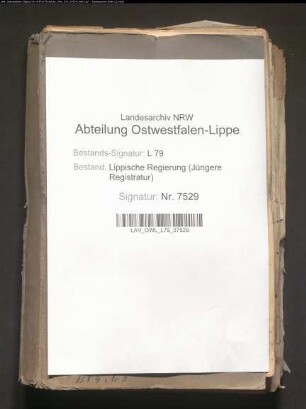 Landesarchiv NRW
Abteilung Ostwestfalen-Lippe
Bestands-Signatur: L 79
Bestand: Lippische Regierung (Jüngere
Registratur)
Signatur: Nr. 7529
LAV_OWL_L79_07529